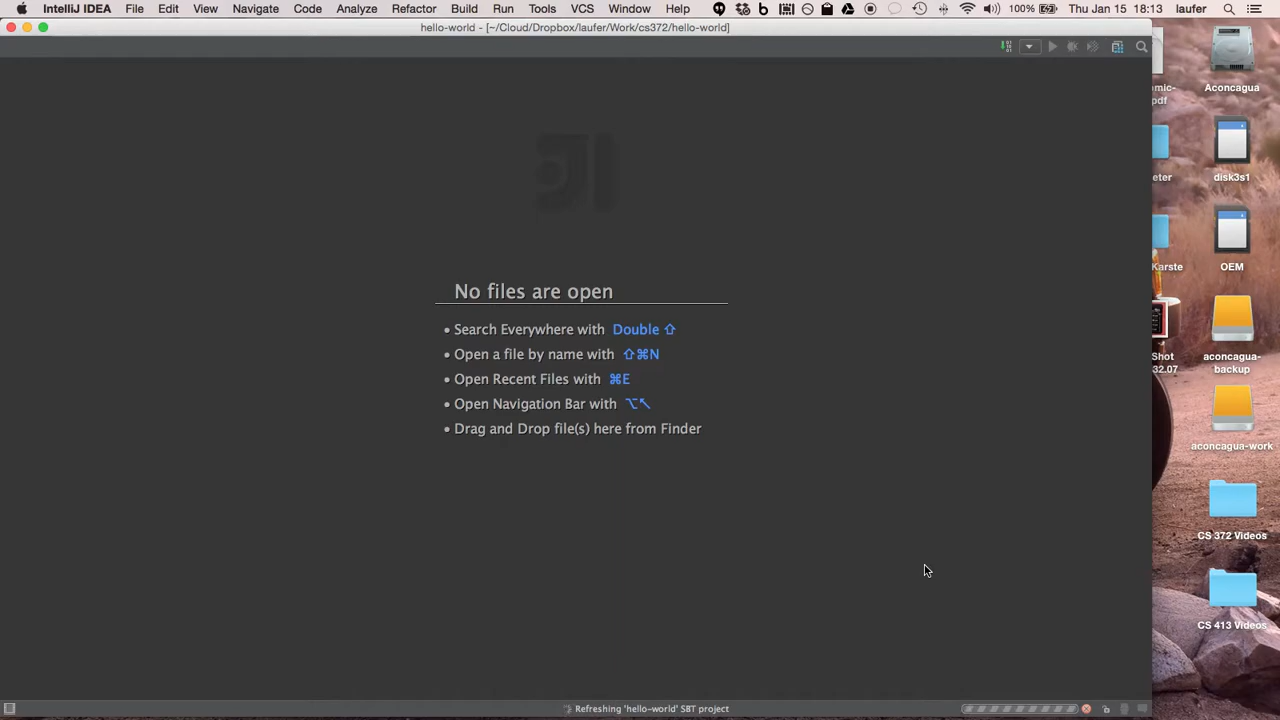 IntelliJ IDEA File Edit View Navigate Code Analyze Refactor Build Run Tools VCS Window Help 100% Thu Jan 15 18:13 laufer
hello-world - [~/Cloud/Dropbox/laufer/Work/cs372/hello-world]
No files are open
• Search Everywhere with Double ⇧
• Open a file by name with ⇧⌘N
• Open Recent Files with ⌘E
• Open Navigation Bar with ⌥↖
• Drag and Drop file(s) here from Finder
Refreshing 'hello-world' SBT project
Aconcagua
amic-
pdf
disk3s1
eter
OEM
Karste
aconcagua-
backup
Shot
32.07
aconcagua-work
CS 372 Videos
CS 413 Videos